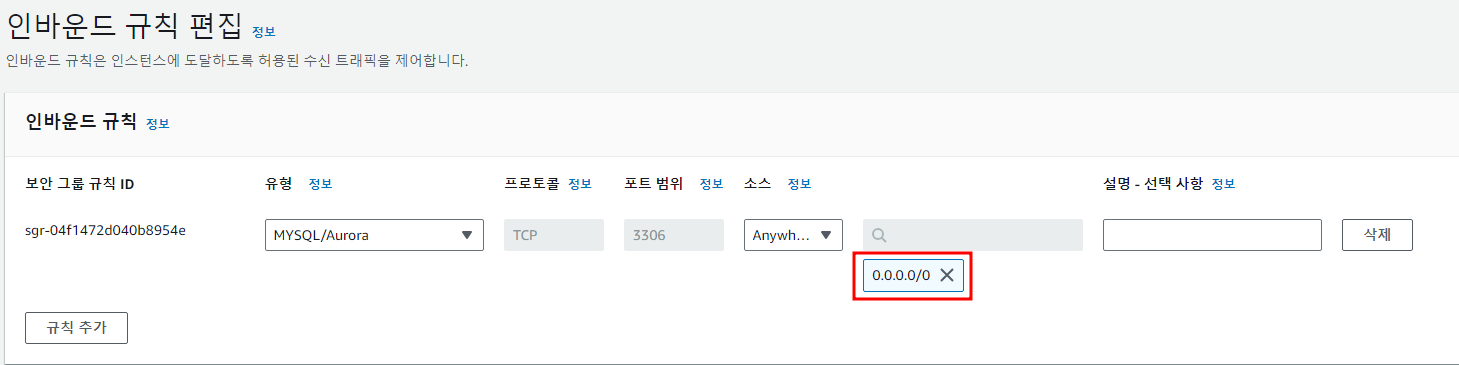 인바운드 규칙 편집 정보
인바운드 규칙은 인스턴스에 도달하도록 허용된 수신 트래픽을 제어합니다.
인바운드 규칙 정보
보안 그룹 규칙 ID 유형 정보 프로토콜 정보 포트 범위 정보 소스 정보 설명 - 선택 사항 정보
sgr-04f1472d040b8954e MYSQL/Aurora TCP 3306 Anywh... 삭제
0.0.0.0/0
규칙 추가